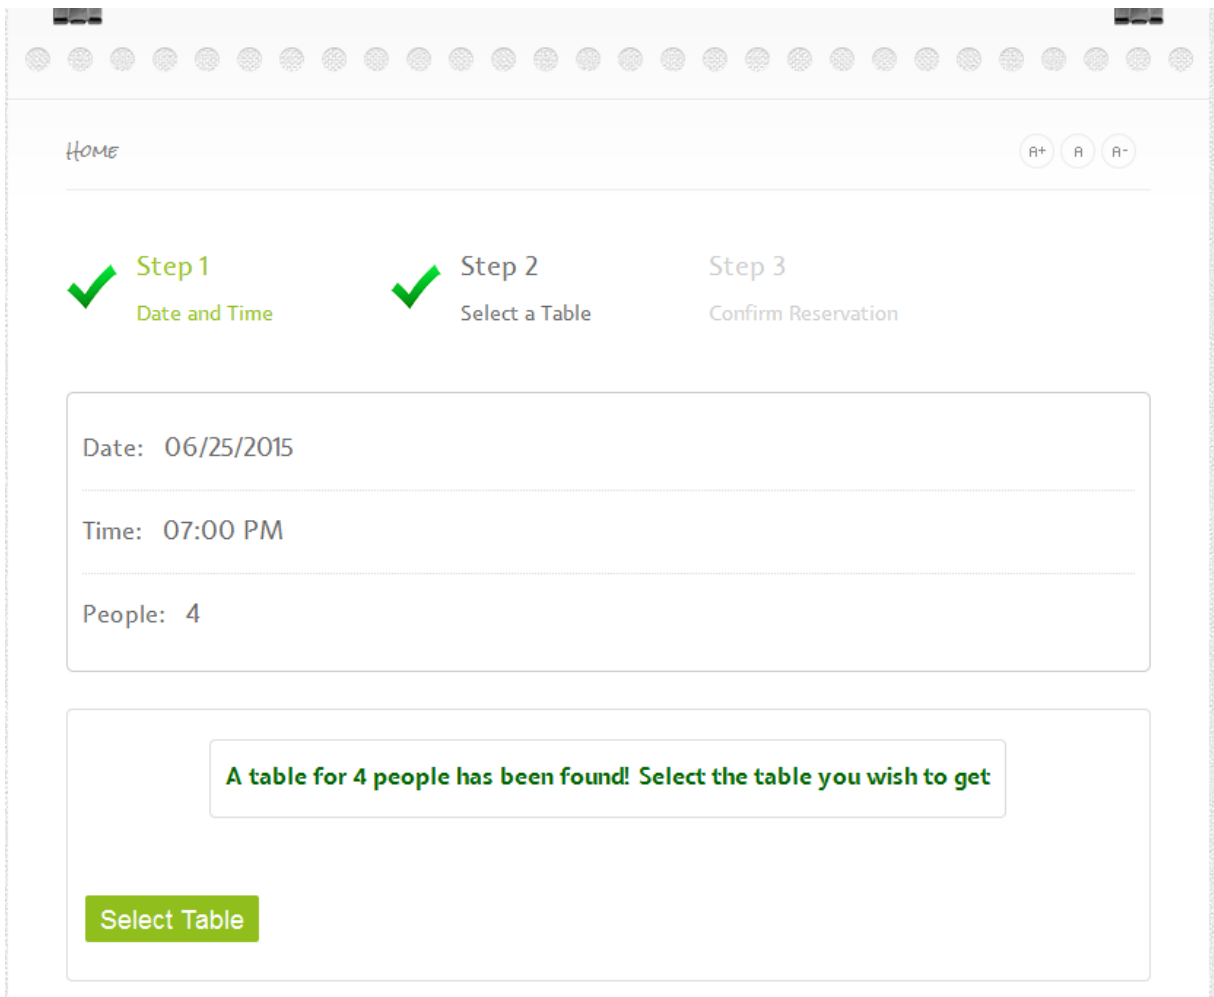 Home
A+ A A-
Step 1
Date and Time
Step 2
Select a Table
Step 3
Confirm Reservation
Date: 06/25/2015
Time: 07:00 PM
People: 4
A table for 4 people has been found! Select the table you wish to get
Select Table